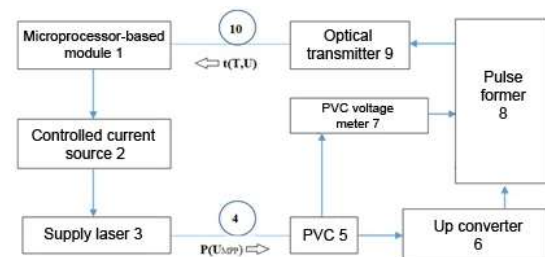 Microprocessor-based
module 1
10
t(T,U)
Optical
transmitter 9
Pulse
former
8
PVC voltage
meter 7
Controlled current
source 2
Supply laser 3
4
P(UMPP)
PVC 5
Up converter
6